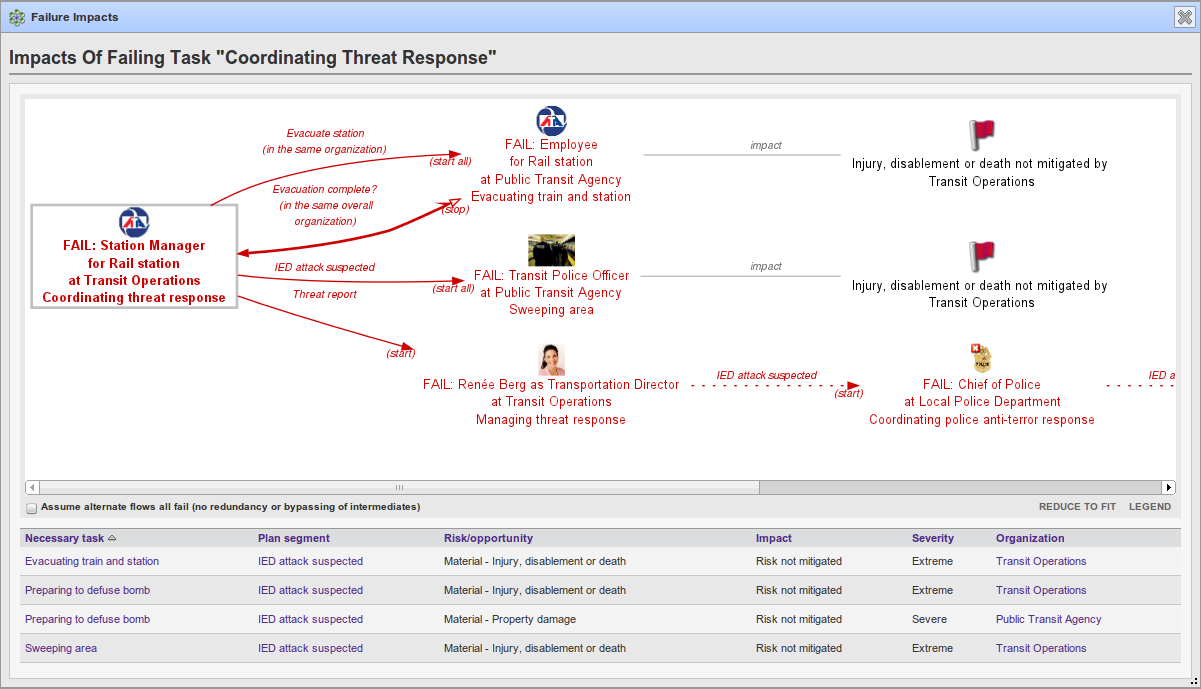 Failure Impacts
Impacts Of Failing Task "Coordinating Threat Response"
Evacuate station
(in the same organization)
(start all)
Evacuation complete?
(in the same overall
organization)
(stop)
FAIL: Station Manager
for Rail station
at Transit Operations
Coordinating threat response
IED attack suspected
(start all)
Threat report
(start)
FAIL: Employee
for Rail station
at Public Transit Agency
Evacuating train and station
impact
Injury, disablement or death not mitigated by
Transit Operations
FAIL: Transit Police Officer
at Public Transit Agency
Sweeping area
impact
Injury, disablement or death not mitigated by
Transit Operations
FAIL: Renée Berg as Transportation Director
at Transit Operations
Managing threat response
IED attack suspected
(start)
FAIL: Chief of Police
at Local Police Department
Coordinating police anti-terror response
IED a
Assume alternate flows all fail (no redundancy or bypassing of intermediates)
REDUCE TO FIT LEGEND
Necessary task Plan segment Risk/opportunity Impact Severity Organization
Evacuating train and station IED attack suspected Material - Injury, disablement or death Risk not mitigated Extreme Transit Operations
Preparing to defuse bomb IED attack suspected Material - Injury, disablement or death Risk not mitigated Extreme Transit Operations
Preparing to defuse bomb IED attack suspected Material - Property damage Risk not mitigated Severe Public Transit Agency
Sweeping area IED attack suspected Material - Injury, disablement or death Risk not mitigated Extreme Transit Operations